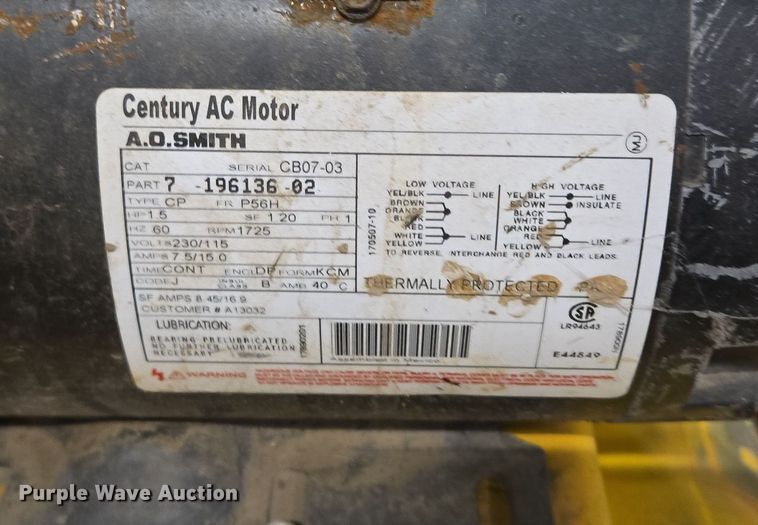 Century AC Motor
A.O.SMITH
MJ
CAT SERIAL CB07-03
PART 7 -196136-02
TYPE CP FR P56H
HP 1.5 SF 1.20 PH 1
HZ 60 RPM 1725
VOLTS 230/115
AMPS 7.5/15.0
TIME CONT ENCL DP FORM KCM
CODE J INSUL CLASS B AMB 40 °C
SF AMPS 8.45/16.9
CUSTOMER # A13032
LUBRICATION:
BEARING PRELUBRICATED
NO FURTHER LUBRICATION
NECESSARY
Assembled in Mexico
170507-10
LOW VOLTAGE
YEL/BLK LINE
BROWN
ORANGE
BLACK
RED
WHITE LINE
YELLOW
HIGH VOLTAGE
YEL/BLK LINE
BROWN INSULATE
BLACK
WHITE
ORANGE
RED
YELLOW LINE
TO REVERSE, INTERCHANGE RED AND BLACK LEADS.
THERMALLY PROTECTED
LR94643
E44549
WARNING
Purple Wave Auction